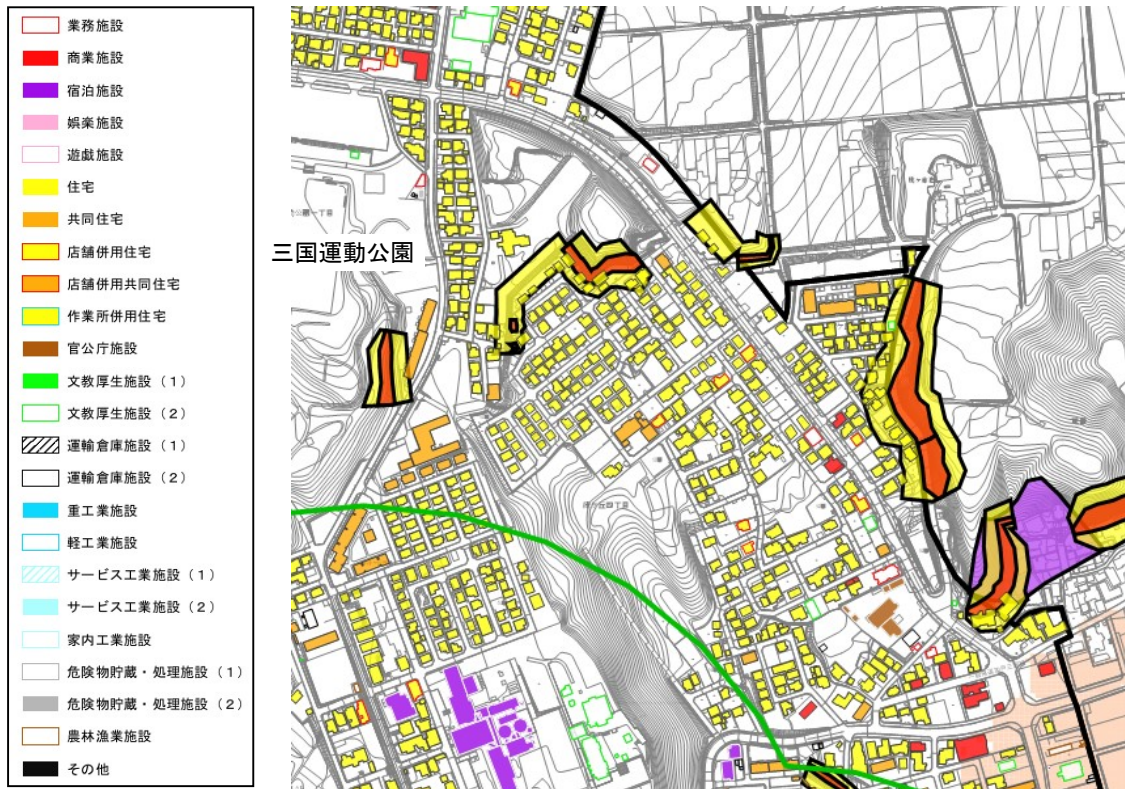 業務施設
商業施設
宿泊施設
娯楽施設
遊戯施設
住宅
共同住宅
店舗併用住宅
店舗併用共同住宅
作業所併用住宅
官公庁施設
文教厚生施設（1）
文教厚生施設（2）
運輸倉庫施設（1）
運輸倉庫施設（2）
重工業施設
軽工業施設
サービス工業施設（1）
サービス工業施設（2）
家内工業施設
危険物貯蔵・処理施設（1）
危険物貯蔵・処理施設（2）
農林漁業施設
その他
三国運動公園